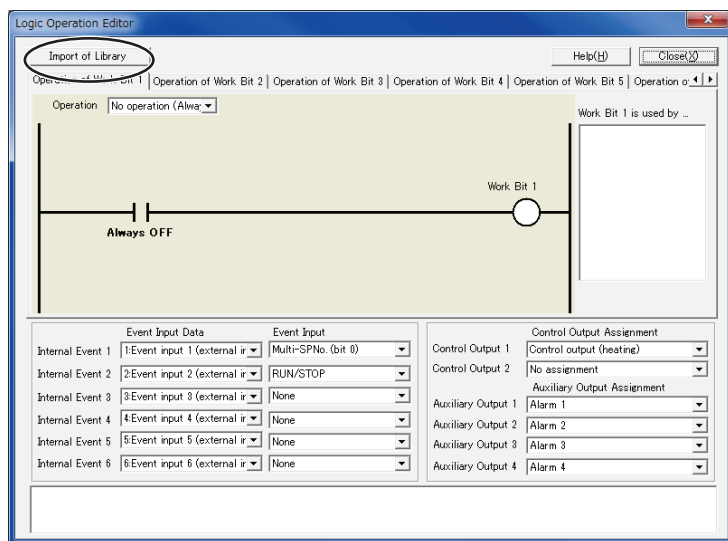 Logic Operation Editor
Import of Library
Help(H)
Close(X)
Operation of Work Bit 1
Operation of Work Bit 2
Operation of Work Bit 3
Operation of Work Bit 4
Operation of Work Bit 5
Operation o
Operation
No operation (Alwa
Work Bit 1 is used by ...
Work Bit 1
Always OFF
Event Input Data
Event Input
Internal Event 1
1:Event input 1 (external ir
Multi-SPNo. (bit 0)
Internal Event 2
2:Event input 2 (external ir
RUN/STOP
Internal Event 3
3:Event input 3 (external ir
None
Internal Event 4
4:Event input 4 (external ir
None
Internal Event 5
5:Event input 5 (external ir
None
Internal Event 6
6:Event input 6 (external ir
None
Control Output Assignment
Control Output 1
Control output (heating)
Control Output 2
No assignment
Auxiliary Output Assignment
Auxiliary Output 1
Alarm 1
Auxiliary Output 2
Alarm 2
Auxiliary Output 3
Alarm 3
Auxiliary Output 4
Alarm 4